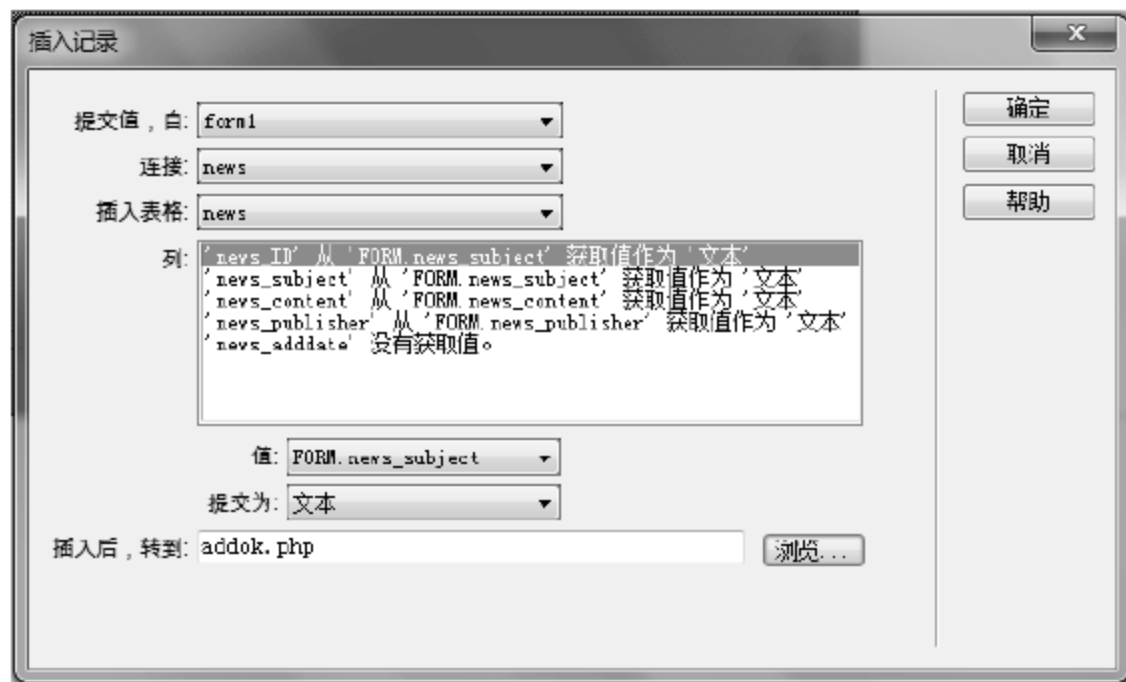 插入记录
x
提交值，自: form1
确定
连接: news
取消
插入表格: news
帮助
列: 'news_ID' 从 'FORM.news_subject' 获取值作为 '文本'
'news_subject' 从 'FORM.news_subject' 获取值作为 '文本'
'news_content' 从 'FORM.news_content' 获取值作为 '文本'
'news_publisher' 从 'FORM.news_publisher' 获取值作为 '文本'
'news_adddate' 没有获取值。
值: FORM.news_subject
提交为: 文本
插入后，转到: addok.php 浏览...